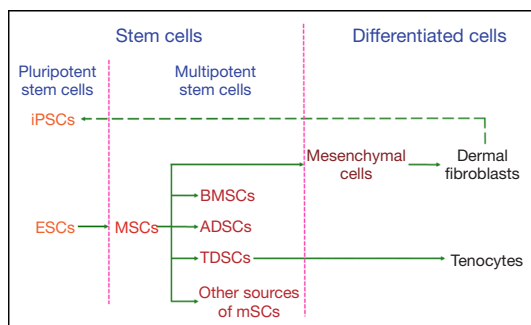 Stem cells
Differentiated cells
Pluripotent
stem cells
Multipotent
stem cells
iPSCs
Meschymal
cells
Dermal
fibroblasts
BMSCs
ESCs
MSCs
ADSCs
TDSCs
Tenocytes
Other sources
of mSCs